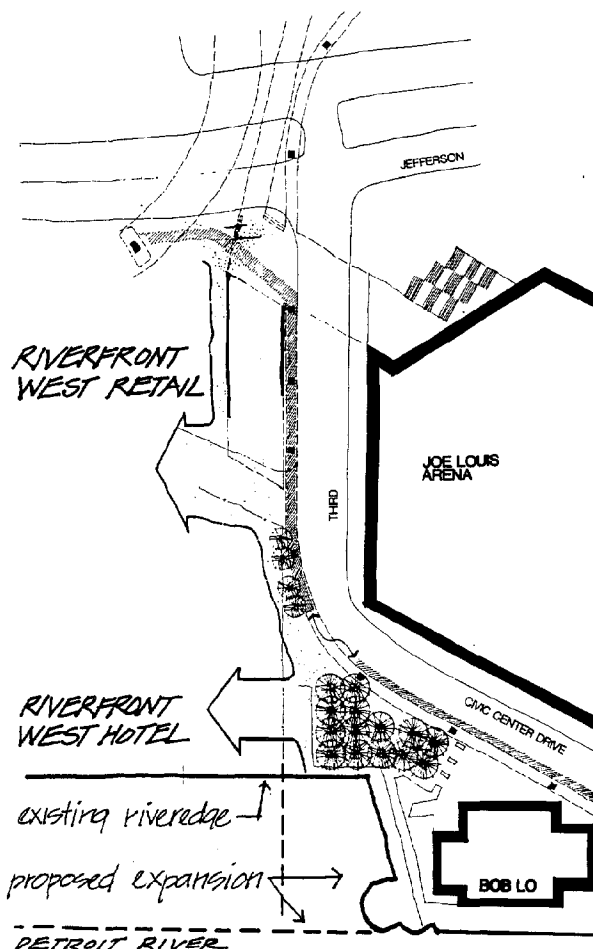 JEFFERSON
RIVERFRONT
WEST RETAIL
JOE LOUIS
ARENA
THIRD
RIVERFRONT
WEST HOTEL
CIVIC CENTER DRIVE
existing riveredge
proposed expansion
BOB LO
DETROIT RIVER